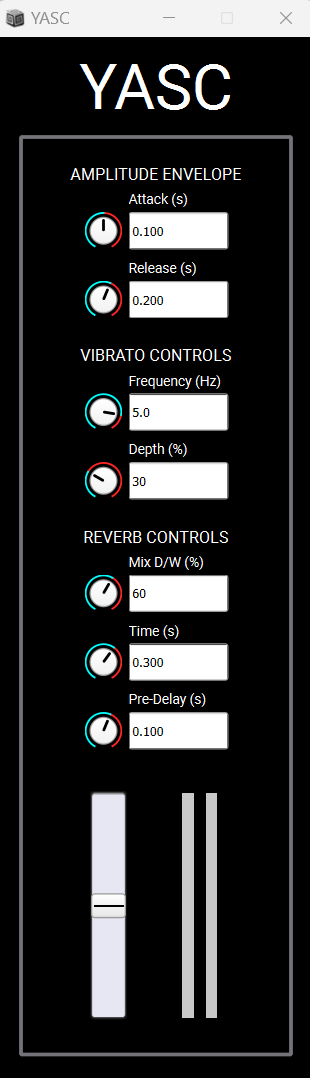 YASC
YASC
AMPLITUDE ENVELOPE
Attack (s)
0.100
Release (s)
0.200
VIBRATO CONTROLS
Frequency (Hz)
5.0
Depth (%)
30
REVERB CONTROLS
Mix D/W (%)
60
Time (s)
0.300
Pre-Delay (s)
0.100